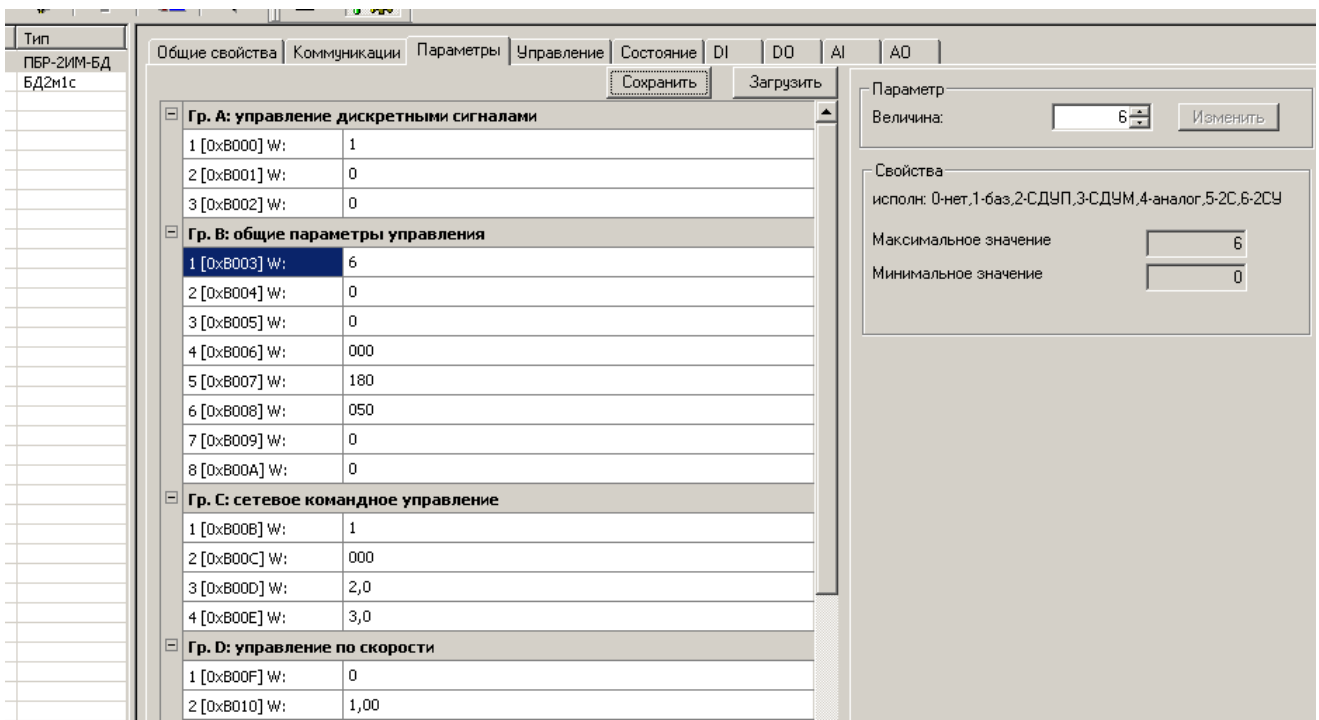 Тип
ПБР-2ИМ-БД
БД2м1с
Общие свойства Коммуникации Параметры Управление Состояние DI DO AI AO
Сохранить Загрузить
Гр. A: управление дискретными сигналами
1 [0xB000] W: 1
2 [0xB001] W: 0
3 [0xB002] W: 0
Гр. B: общие параметры управления
1 [0xB003] W: 6
2 [0xB004] W: 0
3 [0xB005] W: 0
4 [0xB006] W: 000
5 [0xB007] W: 180
6 [0xB008] W: 050
7 [0xB009] W: 0
8 [0xB00A] W: 0
Гр. C: сетевое командное управление
1 [0xB00B] W: 1
2 [0xB00C] W: 000
3 [0xB00D] W: 2,0
4 [0xB00E] W: 3,0
Гр. D: управление по скорости
1 [0xB00F] W: 0
2 [0xB010] W: 1,00
Параметр
Величина: 6 Изменить
Свойства
исполн: 0-нет,1-баз,2-СДУП,3-СДУМ,4-аналог,5-2С,6-2СУ
Максимальное значение 6
Минимальное значение 0